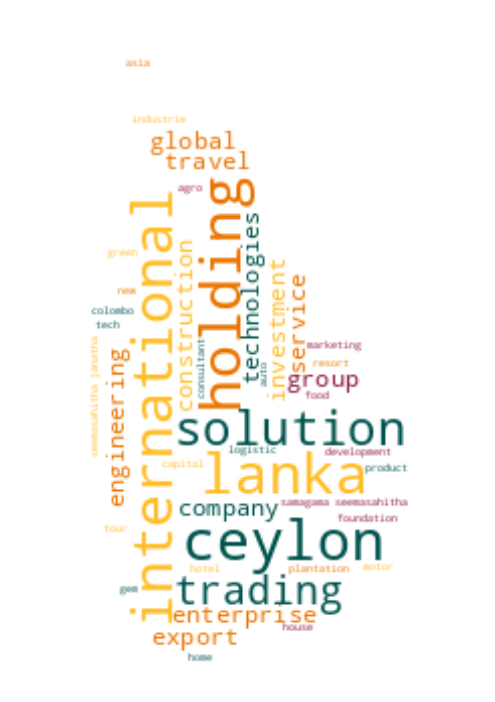 asia
industrie
global
travel
agro
holding
international
technologies
construction
green
investment
service
new
colombo
tech
seemasahitha janatha
consultant
marketing
engineering
resort
auto
group
food
solution
logistic
development
capital
lanka
product
samagama seemasahitha
company
foundation
tour
ceylon
hotel
plantation
motor
gem
trading
enterprise
house
export
home